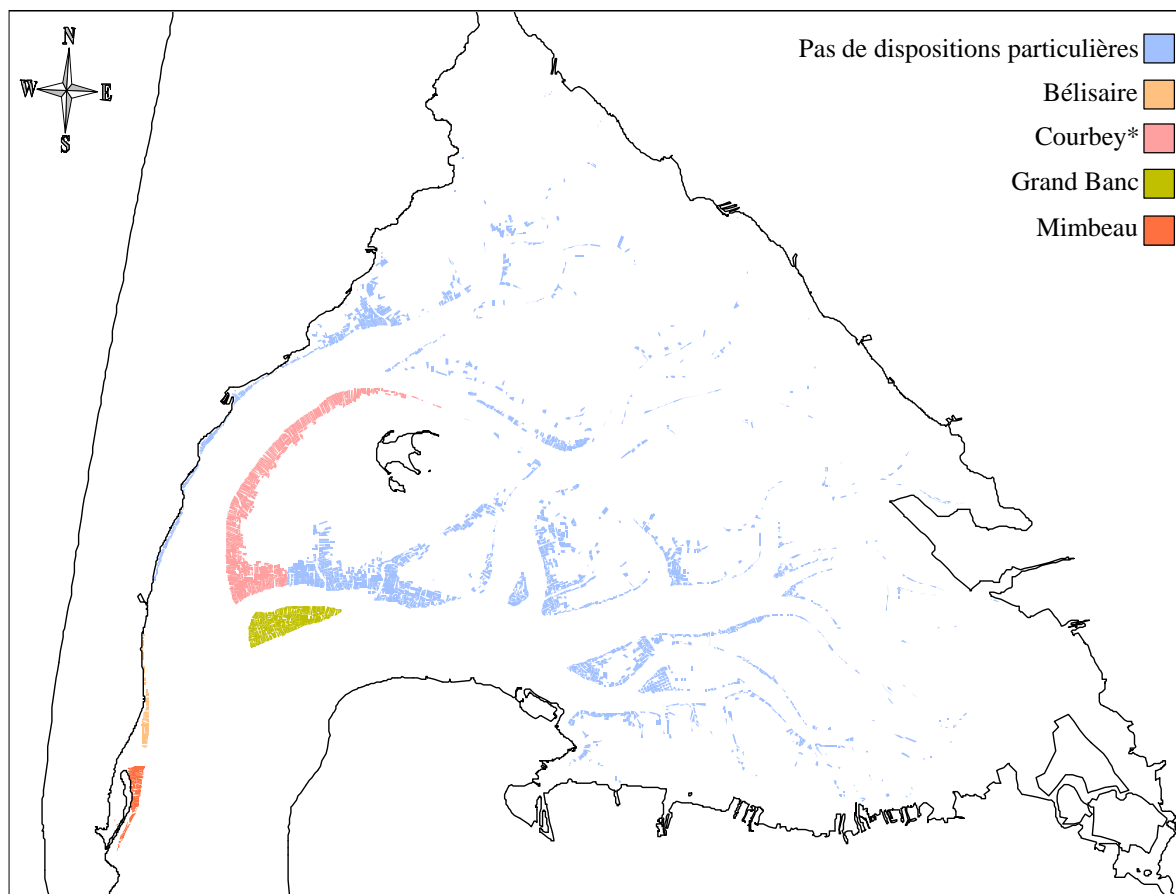 N
W E
S
Pas de dispositions particulières
Bélisaire
Courbey*
Grand Banc
Mimbeau